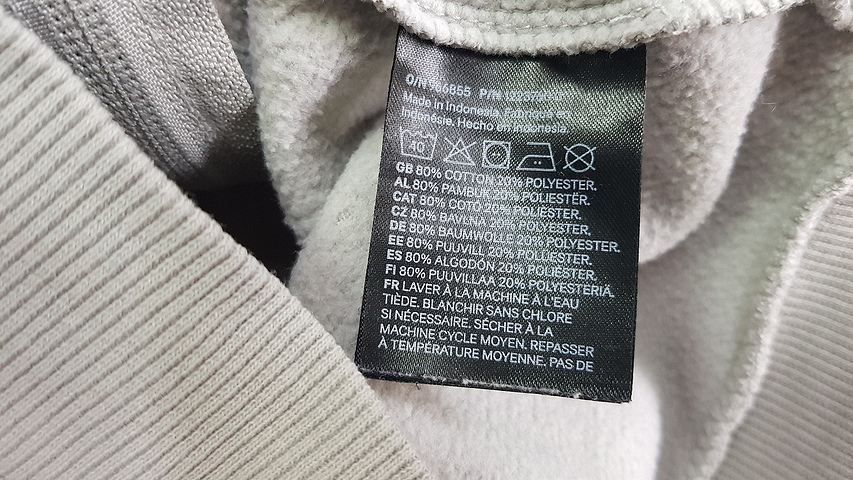 Made in Indonesia. Fabriqué en
Indonésie. Hecho en Indonesia.
40
GB 80% COTTON 20% POLYESTER.
AL 80% PAMBUK 20% POLIESTËR.
CAT 80% COTÓ 20% POLIÈSTER.
CZ 80% BAVLNA 20% POLYESTER.
DE 80% BAUMWOLLE 20% POLYESTER.
EE 80% PUUVILL 20% POLÜESTER.
ES 80% ALGODÓN 20% POLIÉSTER.
FI 80% PUUVILLAA 20% POLYESTERIÄ.
FR LAVER À LA MACHINE À L'EAU
TIÈDE. BLANCHIR SANS CHLORE
SI NÉCESSAIRE. SÉCHER À LA
MACHINE CYCLE MOYEN. REPASSER
À TEMPÉRATURE MOYENNE. PAS DE